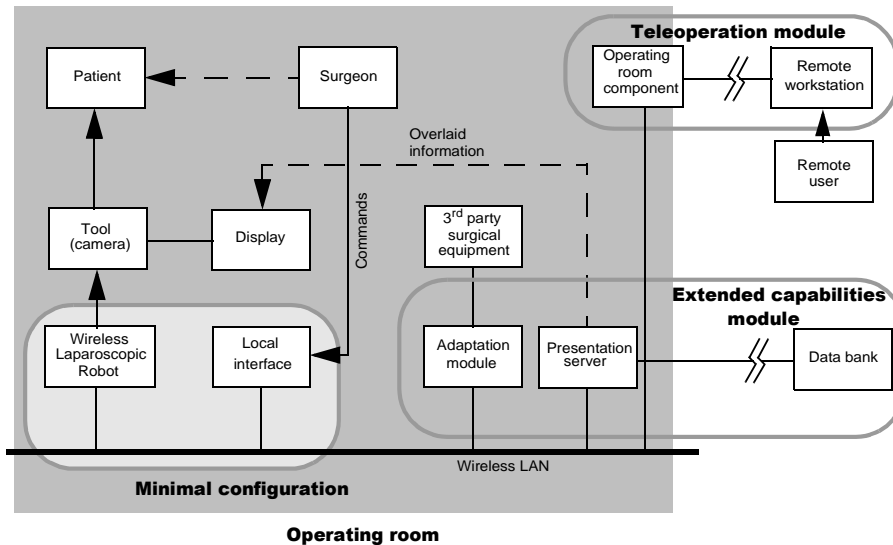 Teleoperation module
Patient
Surgeon
Operating
room
component
Remote
workstation
Overlaid
information
Remote
user
Tool
(camera)
Display
Commands
3rd party
surgical
equipment
Extended capabilities
module
Wireless
Laparoscopic
Robot
Local
interface
Adaptation
module
Presentation
server
Data bank
Wireless LAN
Minimal configuration
Operating room